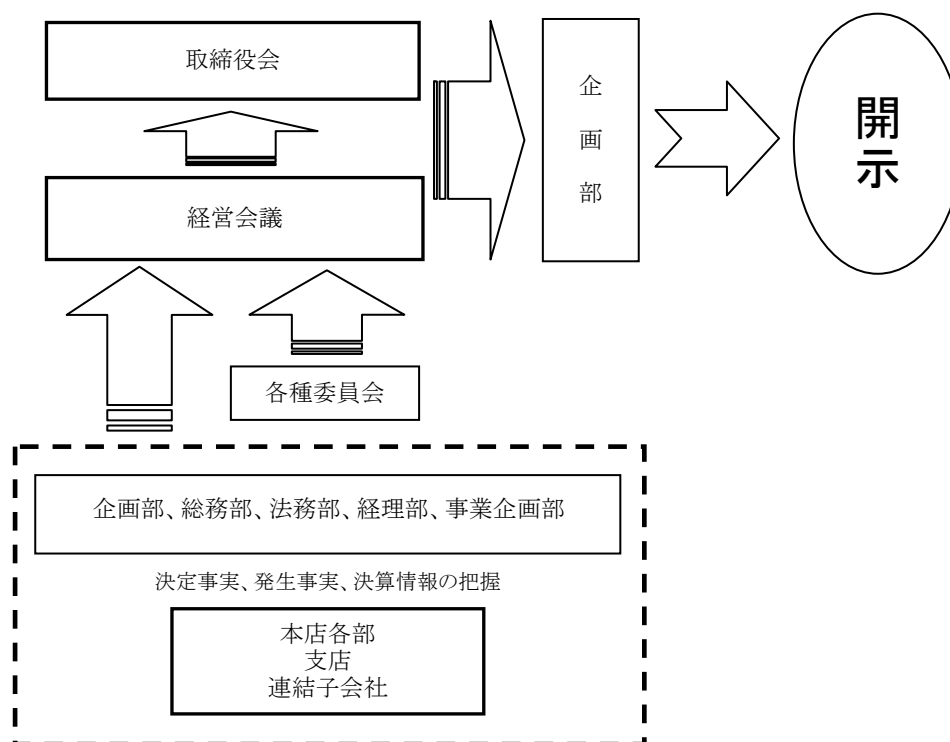 取締役会
企画部
開示
経営会議
各種委員会
企画部、総務部、法務部、経理部、事業企画部
決定事実、発生事実、決算情報の把握
本店各部
支店
連結子会社